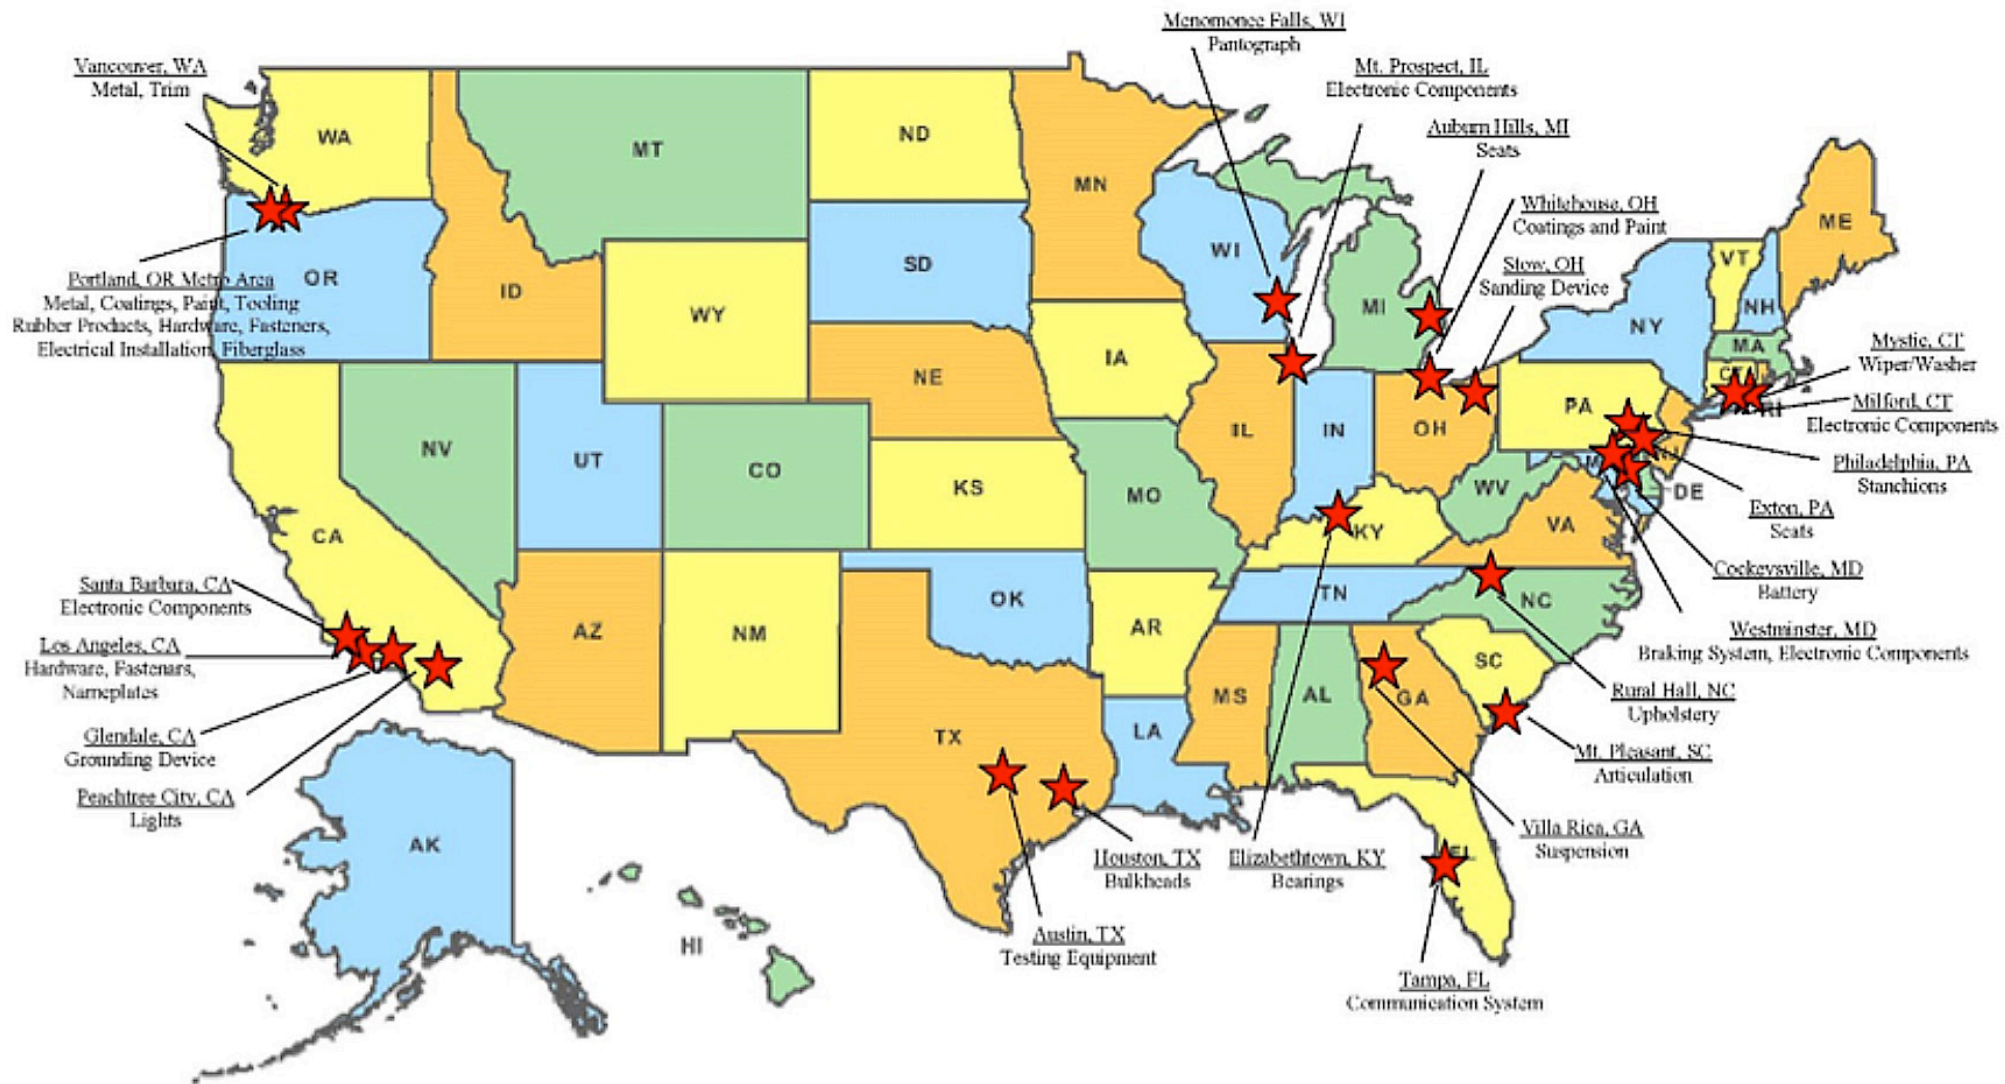 Menomonee Falls, WI
Pantograph
Vancouver, WA
Metal, Trim
Mt. Prospect, IL
Electronic Components
Auburn Hills, MI
Seats
Whitehouse, OH
Coatings and Paint
Stow, OH
Sanding Device
Portland, OR Metro Area
Metal, Coatings, Paint, Tooling
Rubber Products, Hardware, Fasteners,
Electrical Installation, Fiberglass
Mystic, CT
Wiper/Washer
Milford, CT
Electronic Components
Philadelphia, PA
Stanchions
Exton, PA
Seats
Cockeysville, MD
Battery
Westminster, MD
Braking System, Electronic Components
Rural Hall, NC
Upholstery
Mt. Pleasant, SC
Articulation
Villa Rica, GA
Suspension
Santa Barbara, CA
Electronic Components
Los Angeles, CA
Hardware, Fastenars,
Nameplates
Glendale, CA
Grounding Device
Peachtree City, CA
Lights
Houston, TX
Bulkheads
Elizabethtown, KY
Bearings
Austin, TX
Testing Equipment
Tampa, FL
Communication System
WA
MT
ND
MN
ME
OR
ID
SD
WI
MI
VT
NH
NY
MA
WY
IA
NE
PA
RI
NV
UT
CO
KS
MO
IL
IN
OH
NJ
WV
DE
VA
CA
KY
AZ
NM
OK
AR
TN
NC
SC
MS
AL
GA
TX
LA
FL
AK
HI